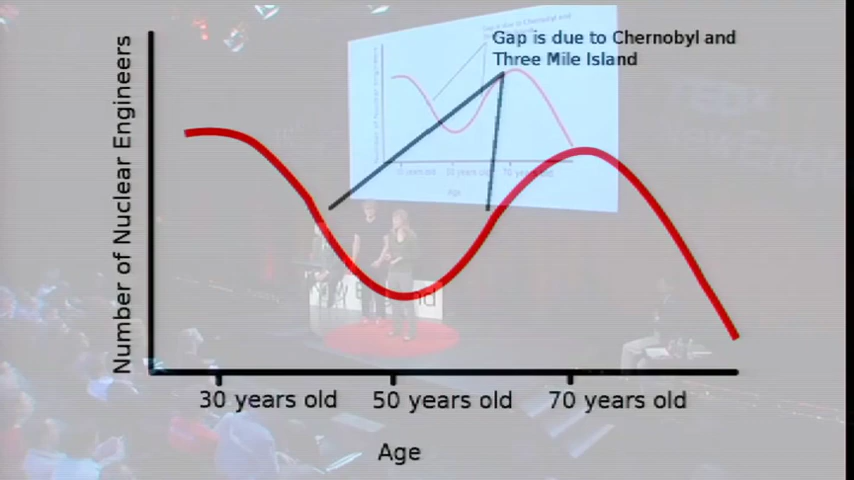 Gap is due to Chernobyl and
Three Mile Island
Number of Nuclear Engineers
30 years old
50 years old
70 years old
Age